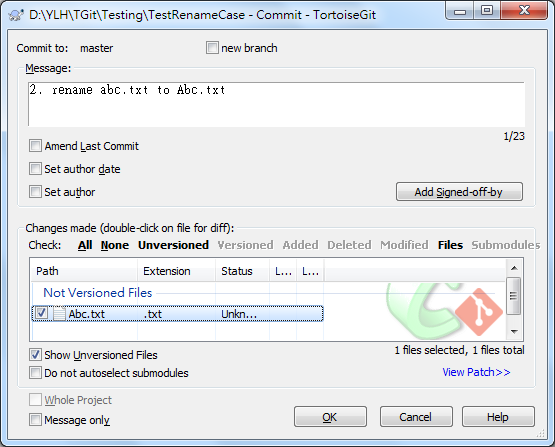 D:\YLH\TGit\Testing\TestRenameCase - Commit - TortoiseGit
Commit to: master new branch
Message:
2. rename abc.txt to Abc.txt
1/23
Amend Last Commit
Set author date
Set author
Add Signed-off-by
Changes made (double-click on file for diff):
Check: All None Unversioned Versioned Added Deleted Modified Files Submodules
Path Extension Status L... L...
Not Versioned Files
Abc.txt .txt Unkn...
Show Unversioned Files
1 files selected, 1 files total
Do not autoselect submodules
View Patch>>
Whole Project
Message only
OK Cancel Help